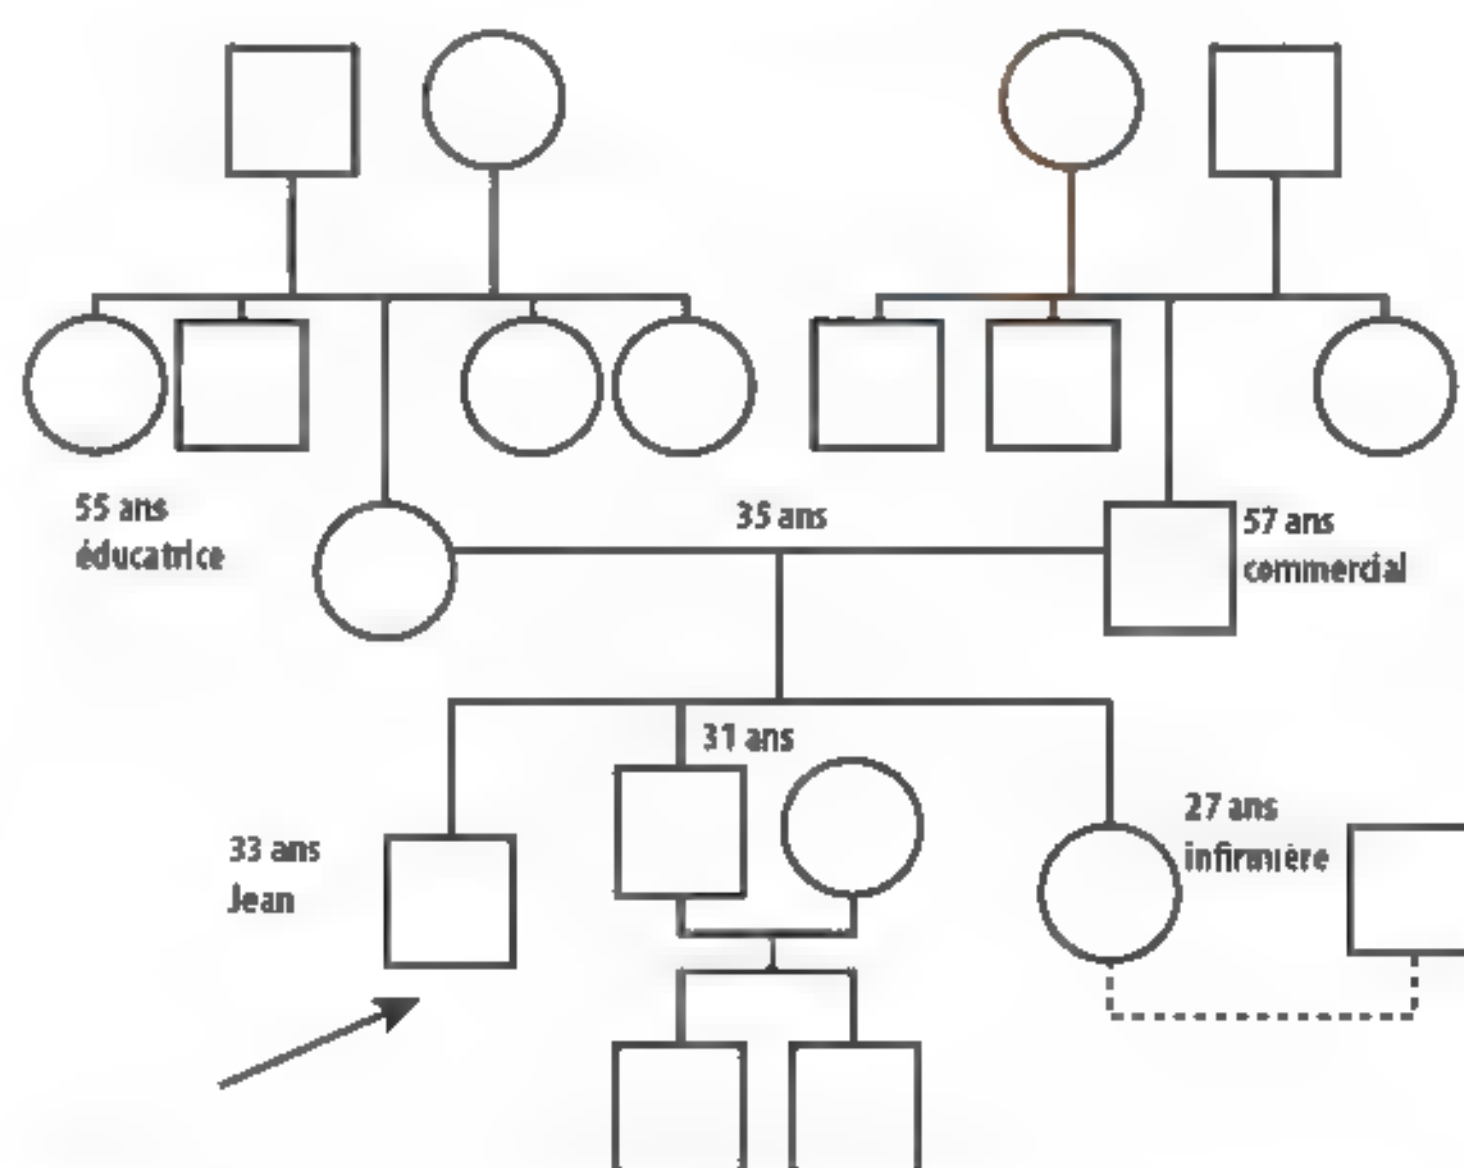 55 ans
éducatrice
35 ans
57 ans
commercial
31 ans
33 ans
Jean
27 ans
infirmière